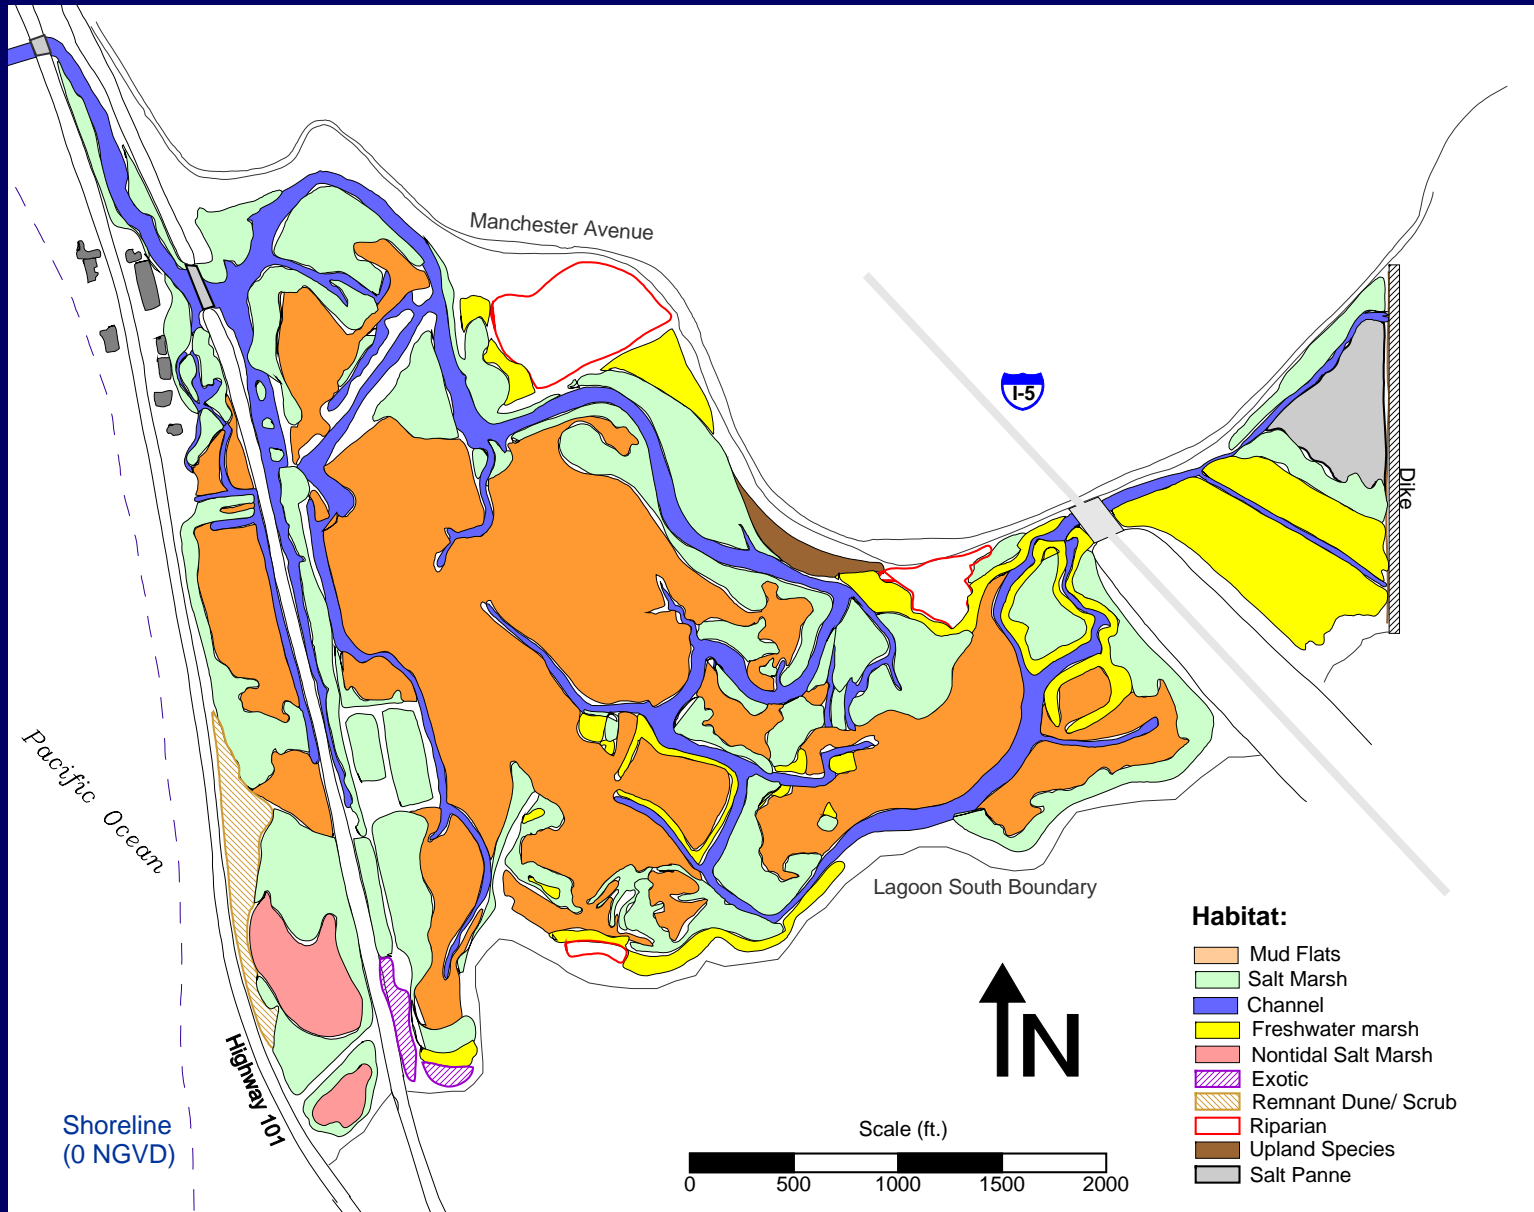 Manchester Avenue
I-5
Dike
Pacific Ocean
Lagoon South Boundary
Habitat:
Mud Flats
Salt Marsh
Channel
Freshwater marsh
Nontidal Salt Marsh
Exotic
Remnant Dune/ Scrub
Riparian
Upland Species
Salt Panne
N
Highway 101
Shoreline
(0 NGVD)
Scale (ft.)
0 500 1000 1500 2000